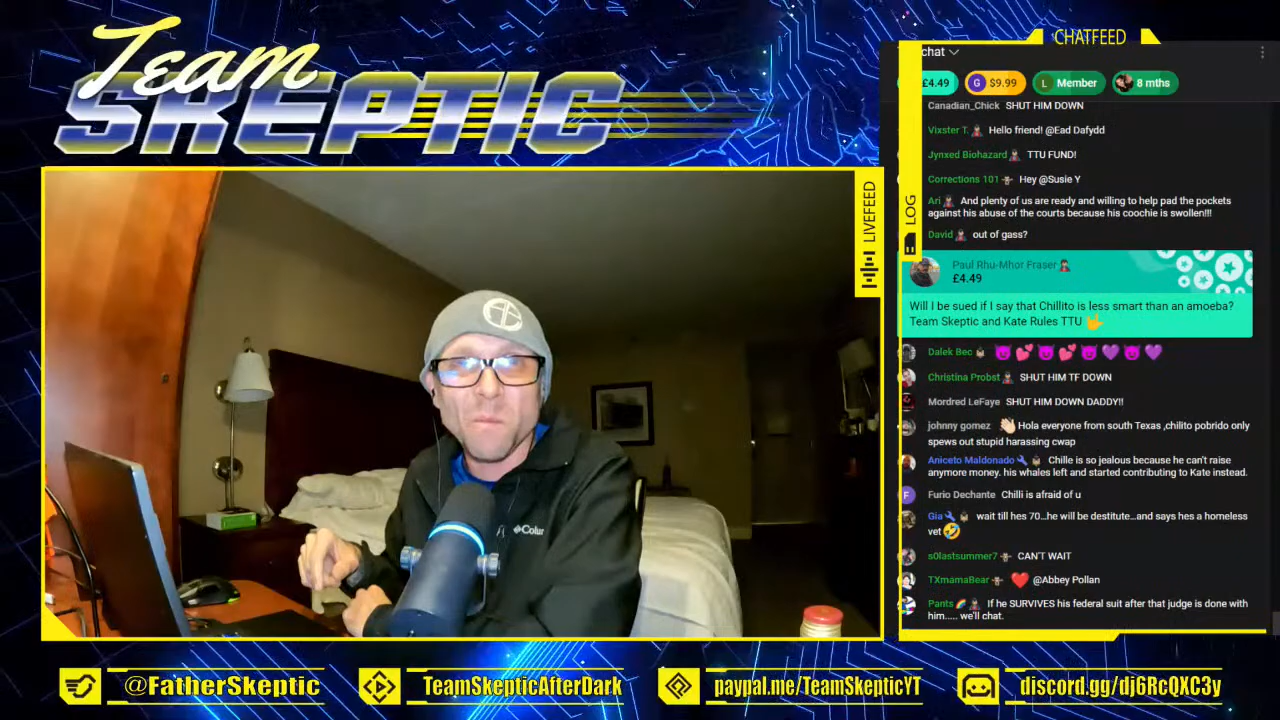 Team
SKEPTIC
CHATFEED
chat
£4.49
G $9.99
L Member
8 mths
Canadian_Chick SHUT HIM DOWN
Vixster T. Hello friend! @Ead Dafydd
Jynxed Biohazard TTU FUND!
Corrections 101 Hey @Susie Y
Ari And plenty of us are ready and willing to help pad the pockets
against his abuse of the courts because his coochie is swollen!!!
David out of gass?
Paul Rhu-Mhor Fraser
£4.49
Will I be sued if I say that Chillito is less smart than an amoeba?
Team Skeptic and Kate Rules TTU
Dalek Bec
Christina Probst SHUT HIM TF DOWN
Mordred LeFaye SHUT HIM DOWN DADDY!!
johnny gomez Hola everyone from south Texas ,chilito pobrido only
spews out stupid harassing cwap
Aniceto Maldonado Chille is so jealous because he can't raise
anymore money. his whales left and started contributing to Kate instead.
F Furio Dechante Chilli is afraid of u
Gia wait till hes 70...he will be destitute...and says hes a homeless
vet
s0lastsummer7 CAN'T WAIT
TXmamaBear @Abbey Pollan
Pants If he SURVIVES his federal suit after that judge is done with
him..... we'll chat.
LIVEFEED
LOG
Colu
@FatherSkeptic
TeamSkepticAfterDark
paypal.me/TeamSkepticYT
discord.gg/dj6RcQXC3y